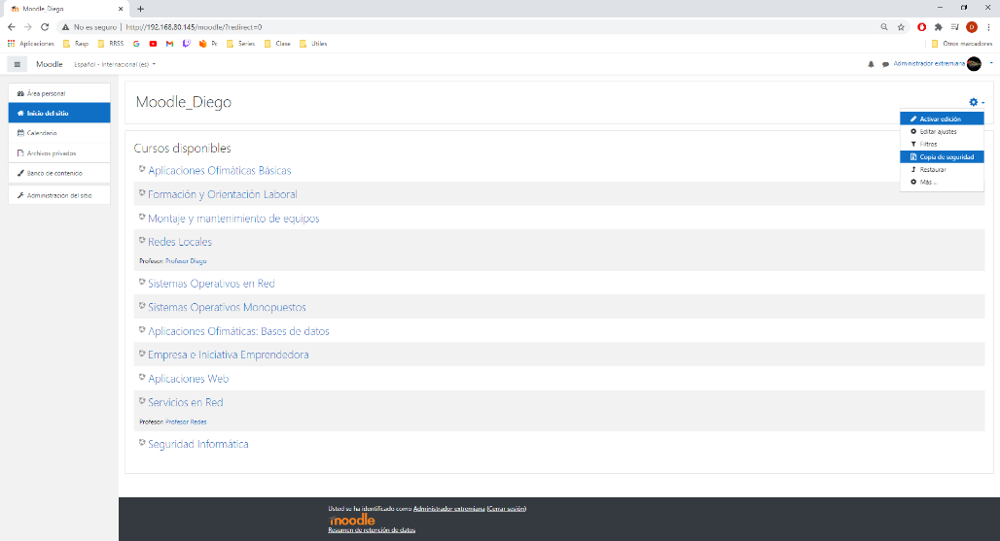 Moodle_Diego
No es seguro | http://192.168.80.145/moodle/?redirect=0
D
Aplicaciones Rasp RRSS Pc Series Clase Utiles Otros marcadores
Moodle Español - Internacional (es) Administrador extremiana
Área personal
Inicio del sitio
Calendario
Archivos privados
Banco de contenido
Administración del sitio
Moodle_Diego
Activar edición
Editar ajustes
Filtros
Copia de seguridad
Restaurar
Más ...
Cursos disponibles
Aplicaciones Ofimáticas Básicas
Formación y Orientación Laboral
Montaje y mantenimiento de equipos
Redes Locales
Profesor: Profesor Diego
Sistemas Operativos en Red
Sistemas Operativos Monopuestos
Aplicaciones Ofimáticas: Bases de datos
Empresa e Iniciativa Emprendedora
Aplicaciones Web
Servicios en Red
Profesor: Profesor Redes
Seguridad Informática
Usted se ha identificado como Administrador extremiana (Cerrar sesión)
moodle
Resumen de retención de datos